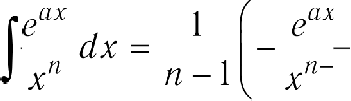 ∫ e^{ax} / x^n dx = 1 / (n − 1) ( − e^{ax} / x^{n−